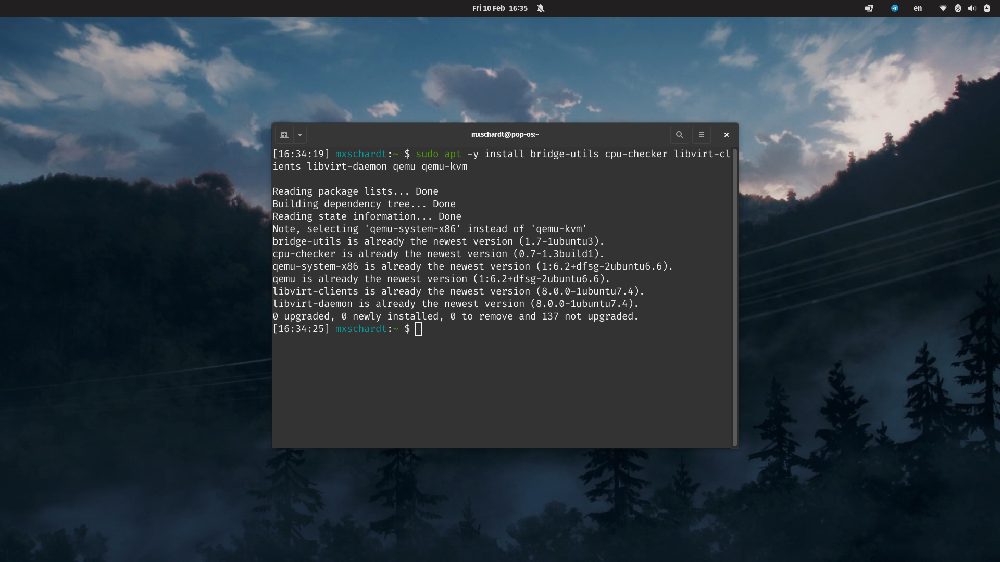 Fri 10 Feb 16:35
en
mxschardt@pop-os:~
[16:34:19] mxschardt:~ $ sudo apt -y install bridge-utils cpu-checker libvirt-cl
ients libvirt-daemon qemu qemu-kvm
Reading package lists... Done
Building dependency tree... Done
Reading state information... Done
Note, selecting 'qemu-system-x86' instead of 'qemu-kvm'
bridge-utils is already the newest version (1.7-1ubuntu3).
cpu-checker is already the newest version (0.7-1.3build1).
qemu-system-x86 is already the newest version (1:6.2+dfsg-2ubuntu6.6).
qemu is already the newest version (1:6.2+dfsg-2ubuntu6.6).
libvirt-clients is already the newest version (8.0.0-1ubuntu7.4).
libvirt-daemon is already the newest version (8.0.0-1ubuntu7.4).
0 upgraded, 0 newly installed, 0 to remove and 137 not upgraded.
[16:34:25] mxschardt:~ $